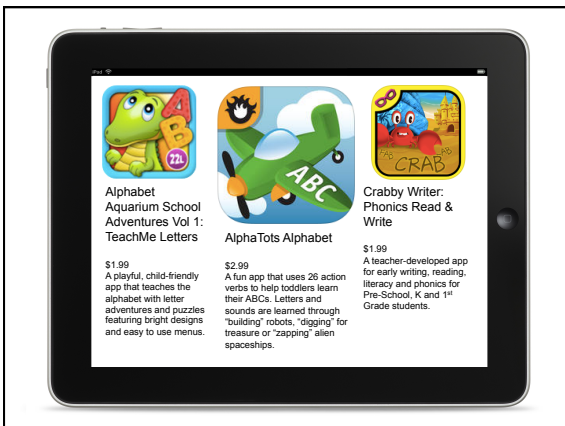 iPad
A
B
22L
Alphabet
Aquarium School
Adventures Vol 1:
TeachMe Letters
$1.99
A playful, child-friendly
app that teaches the
alphabet with letter
adventures and puzzles
featuring bright designs
and easy to use menus.
ABC
AlphaTots Alphabet
$2.99
A fun app that uses 26 action
verbs to help toddlers learn
their ABCs. Letters and
sounds are learned through
“building” robots, “digging” for
treasure or “zapping” alien
spaceships.
CRAB
Crabby Writer:
Phonics Read &
Write
$1.99
A teacher-developed app
for early writing, reading,
literacy and phonics for
Pre-School, K and 1st
Grade students.